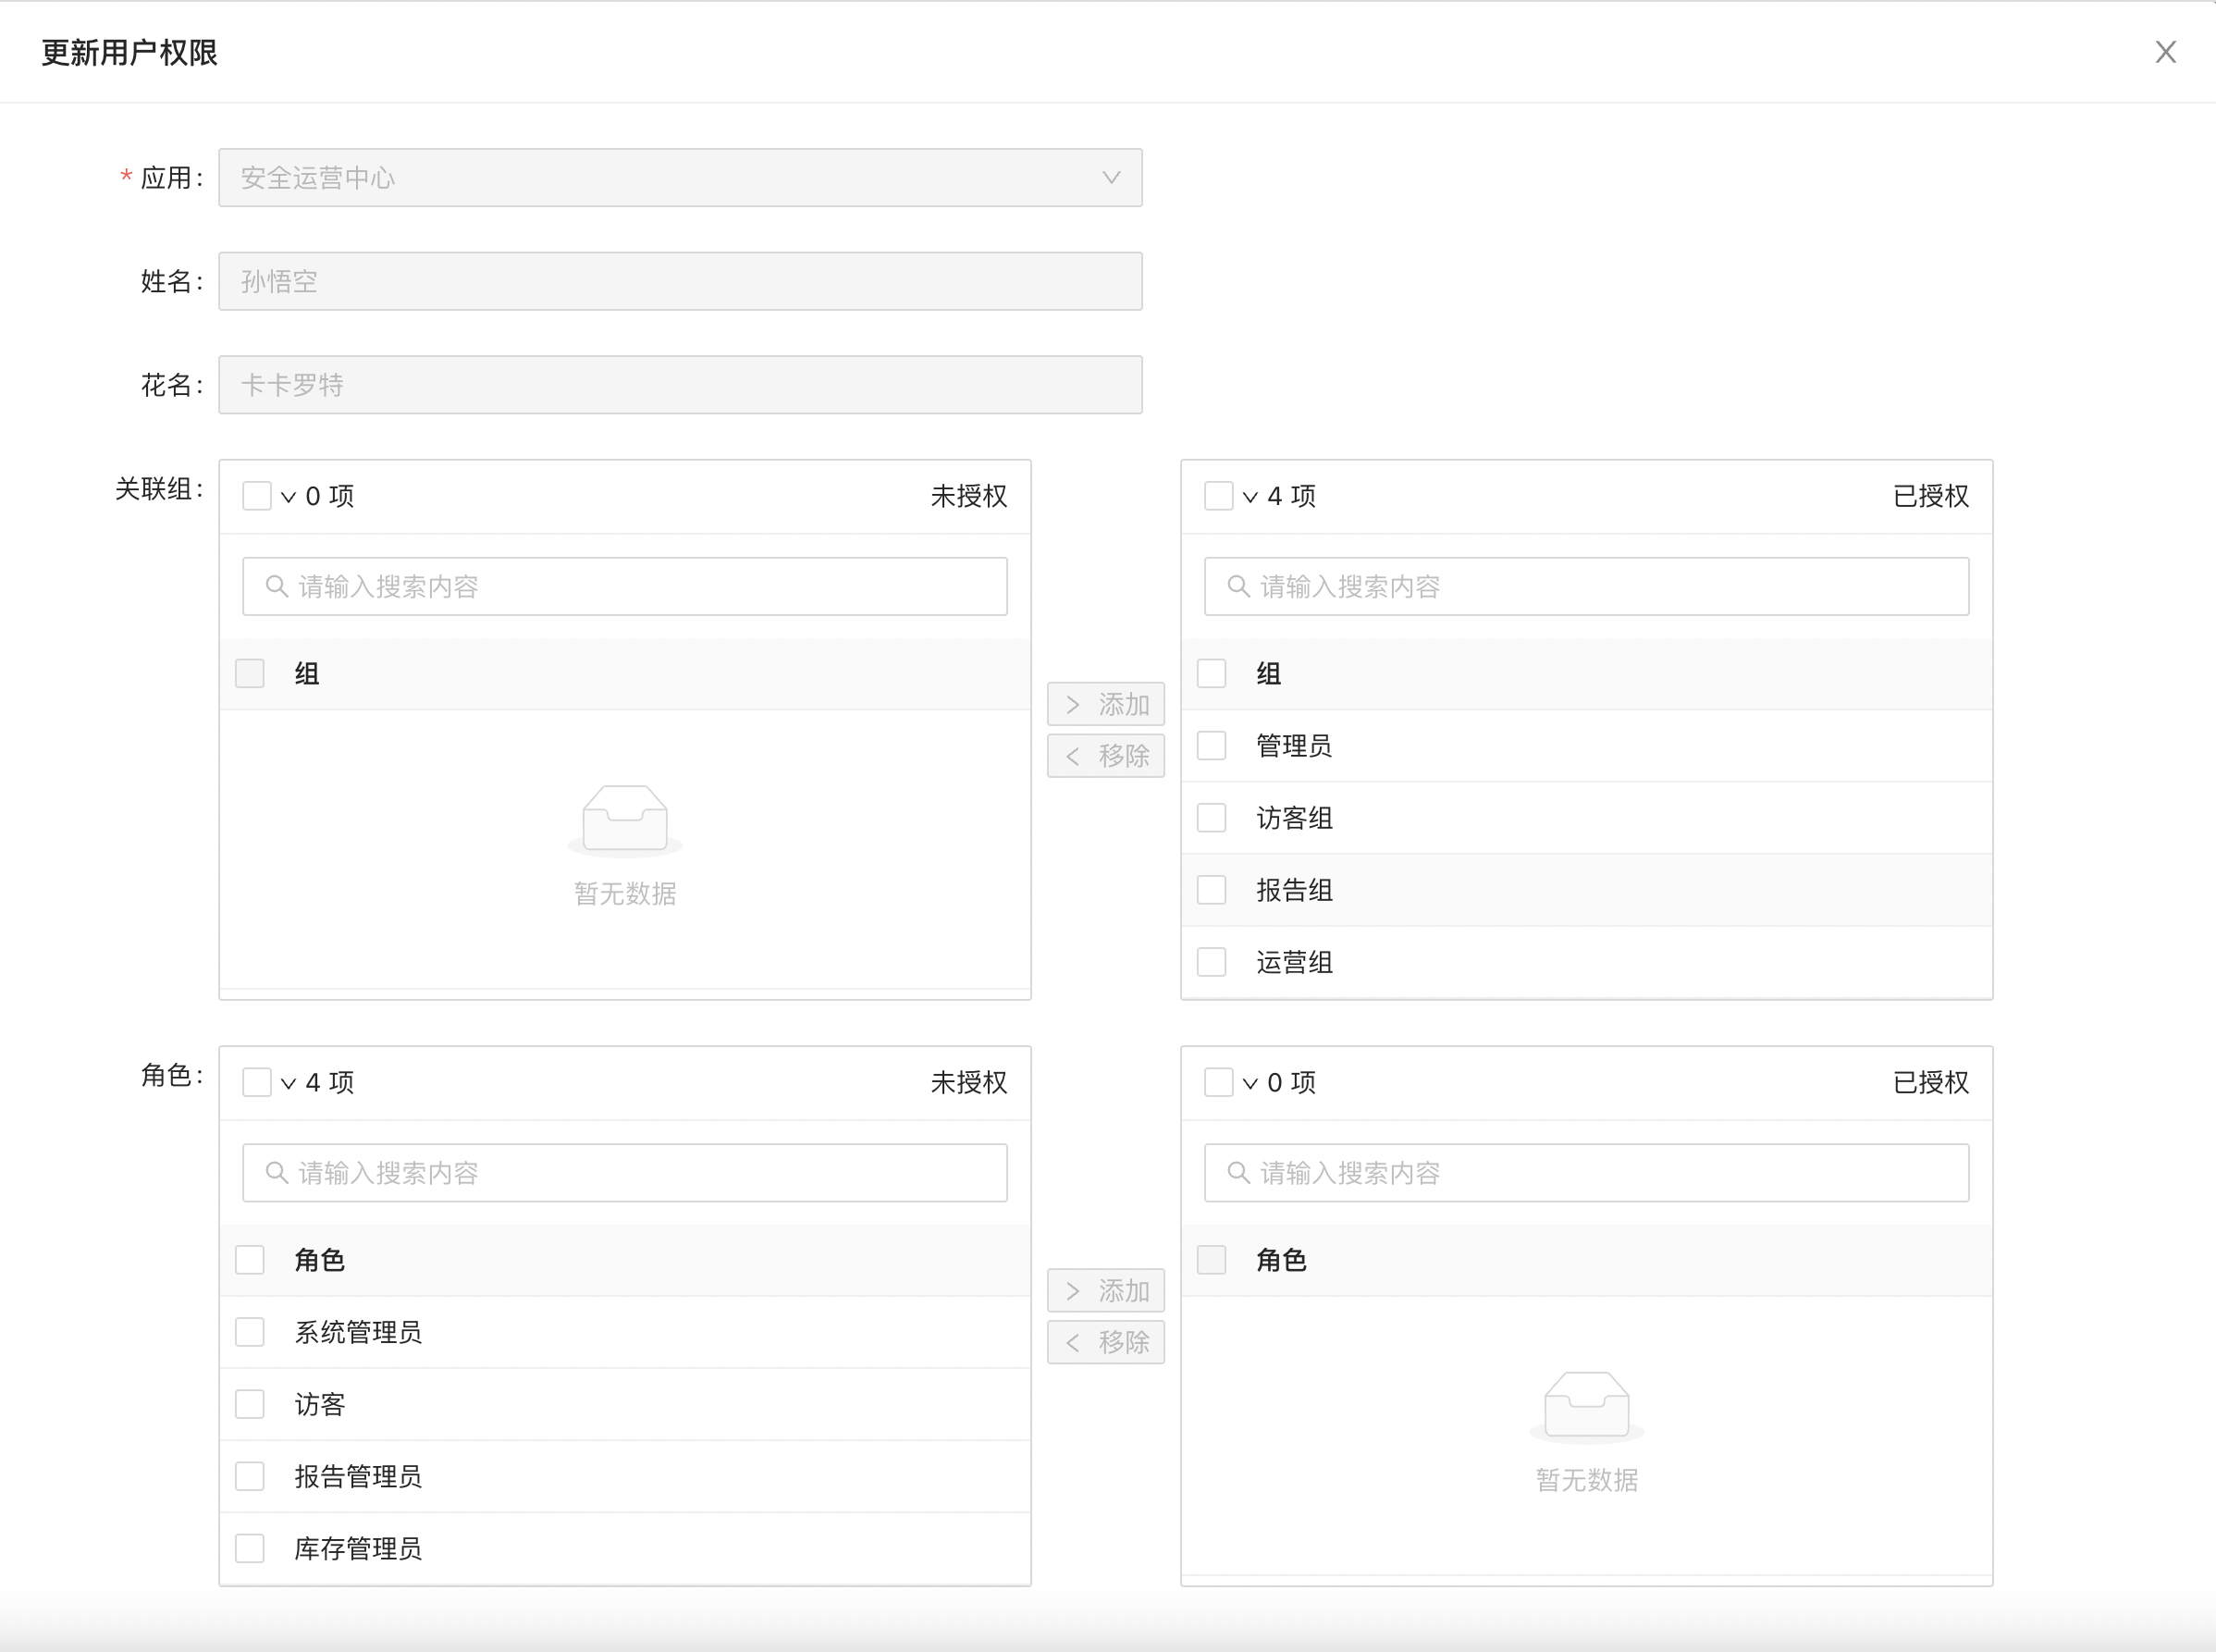 更新用户权限
* 应用：
安全运营中心
姓名：
孙悟空
花名：
卡卡罗特
关联组：
0 项
未授权
请输入搜索内容
组
暂无数据
添加
移除
4 项
已授权
请输入搜索内容
组
管理员
访客组
报告组
运营组
角色：
4 项
未授权
请输入搜索内容
角色
系统管理员
访客
报告管理员
库存管理员
添加
移除
0 项
已授权
请输入搜索内容
角色
暂无数据